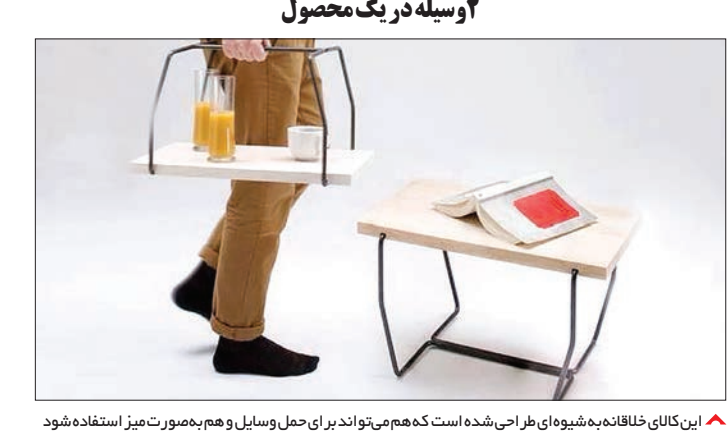 ۲وسیله در یک محصول
این کالای خلاقانه به شیوه‌ای طراحی شده است که هم می‌تواند برای حمل وسایل و هم به‌صورت میز استفاده شود